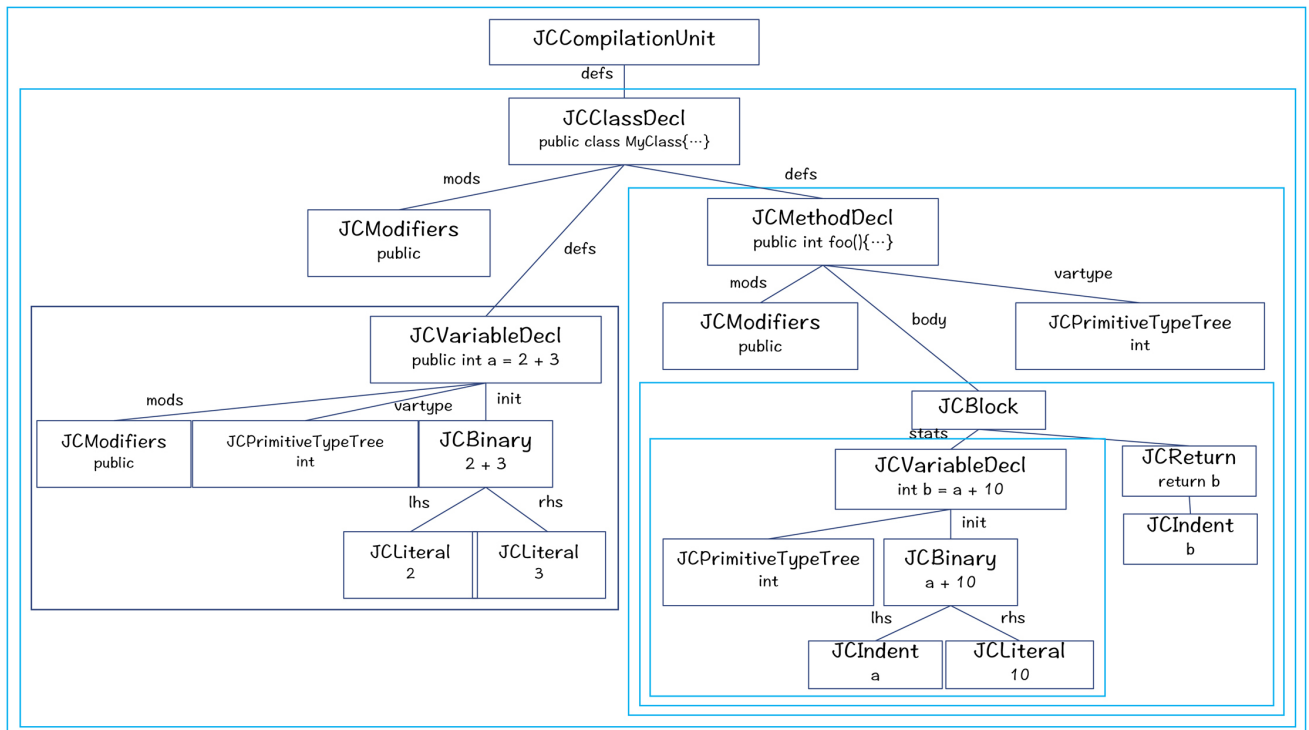 JCCompilationUnit
defs
JCClassDecl
public class MyClass{···}
mods
defs
defs
JCModifiers
public
JCMethodDecl
public int foo(){···}
mods
body
vartype
JCModifiers
public
JCPrimitiveTypeTree
int
JCVariableDecl
public int a = 2 + 3
mods
vartype
init
JCModifiers
public
JCPrimitiveTypeTree
int
JCBinary
2 + 3
lhs
rhs
JCLiteral
2
JCLiteral
3
JCBlock
stats
JCVariableDecl
int b = a + 10
JCReturn
return b
JCIndent
b
init
JCPrimitiveTypeTree
int
JCBinary
a + 10
lhs
rhs
JCIndent
a
JCLiteral
10